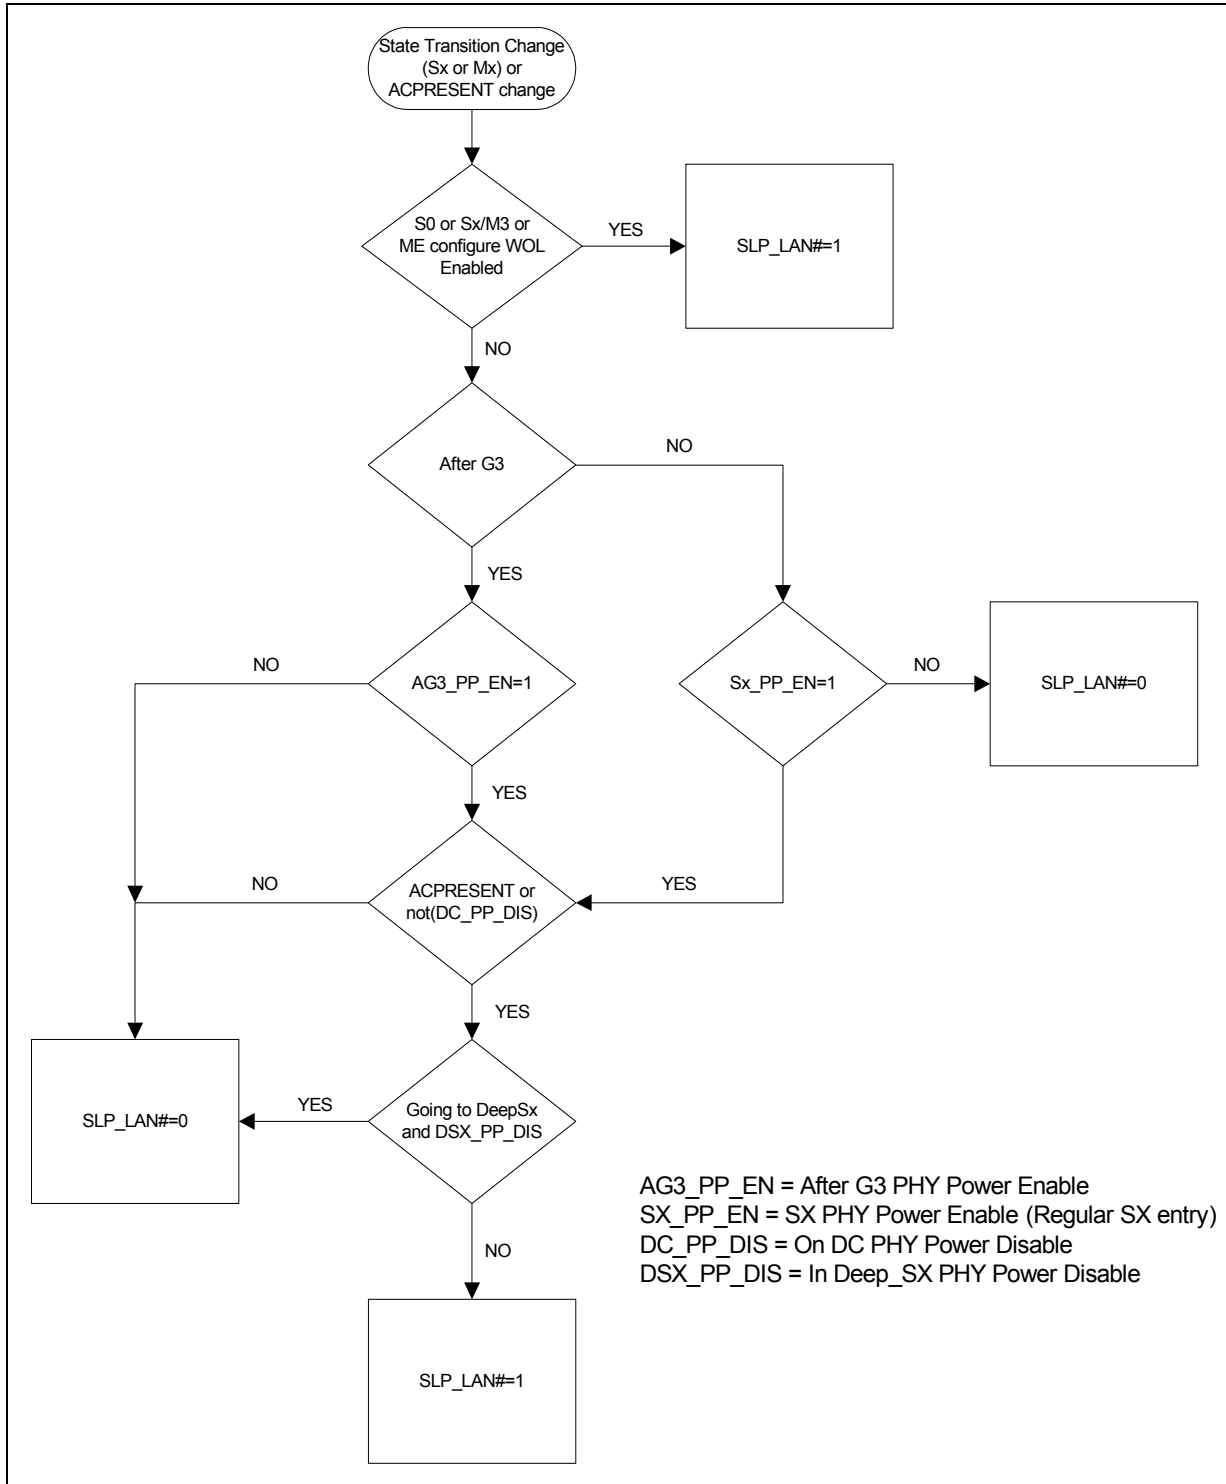 State Transition Change
(Sx or Mx) or
ACPRESENT change
S0 or Sx/M3 or
ME configure WOL
Enabled
YES
SLP_LAN#=1
NO
After G3
NO
YES
NO
AG3_PP_EN=1
Sx_PP_EN=1
NO
SLP_LAN#=0
YES
NO
ACPRESENT or
not(DC_PP_DIS)
YES
YES
SLP_LAN#=0
YES
Going to DeepSx
and DSX_PP_DIS
NO
SLP_LAN#=1
AG3_PP_EN = After G3 PHY Power Enable
SX_PP_EN = SX PHY Power Enable (Regular SX entry)
DC_PP_DIS = On DC PHY Power Disable
DSX_PP_DIS = In Deep_SX PHY Power Disable